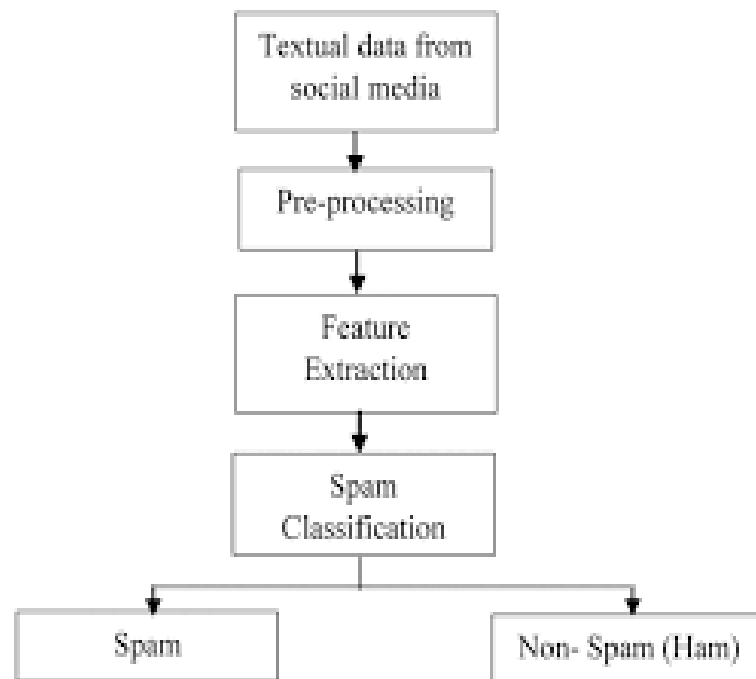 Textual data from
social media
Pre-processing
Feature
Extraction
Spam
Classification
Spam
Non- Spam (Ham)